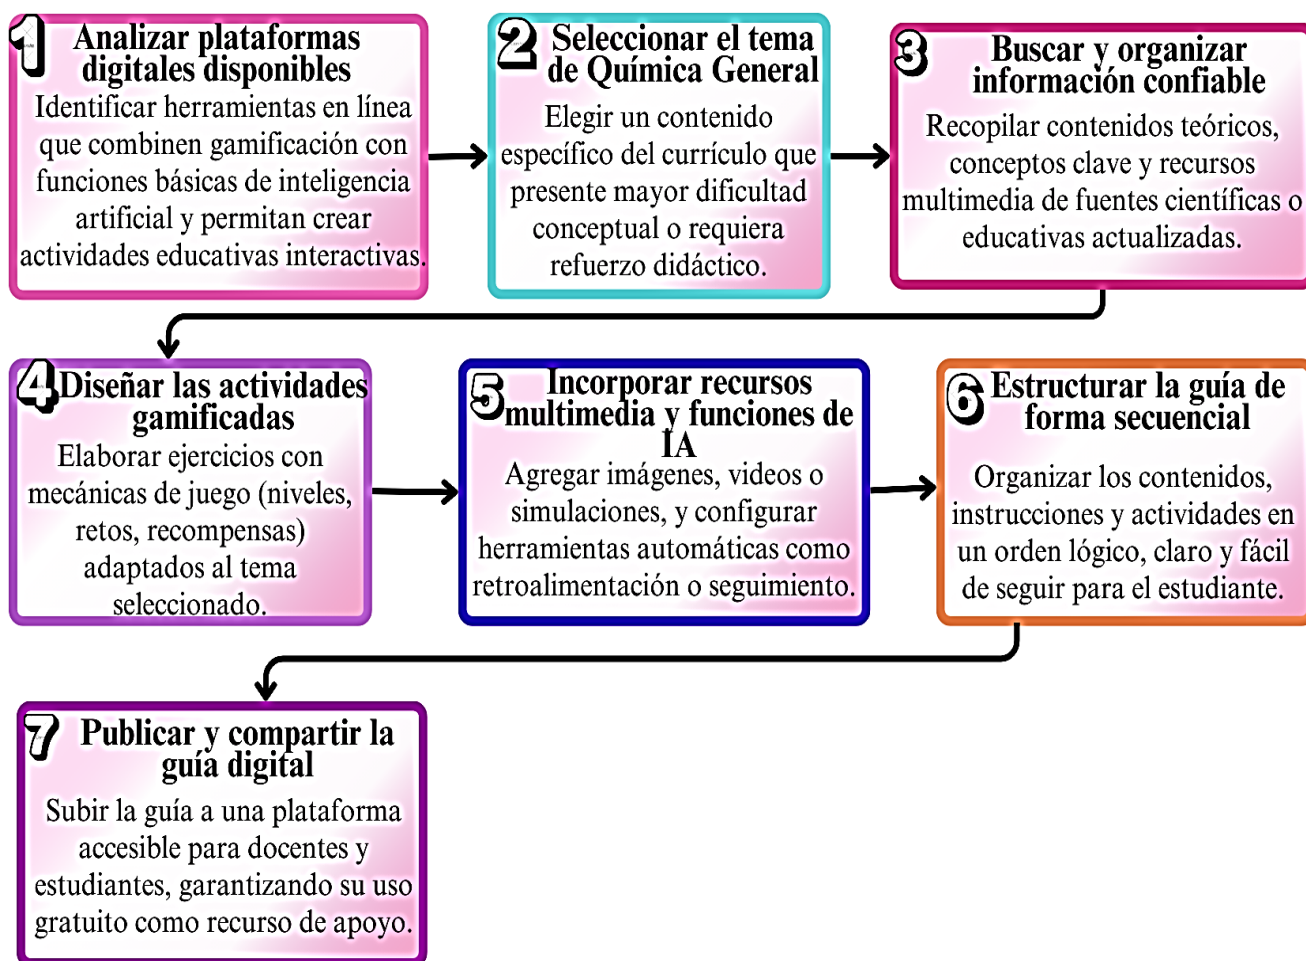 1 Analizar plataformas
digitales disponibles
Identificar herramientas en línea
que combinen gamificación con
funciones básicas de inteligencia
artificial y permitan crear
actividades educativas interactivas.
2 Seleccionar el tema
de Química General
Elegir un contenido
específico del currículo que
presente mayor dificultad
conceptual o requiera
refuerzo didáctico.
3 Buscar y organizar
información confiable
Recopilar contenidos teóricos,
conceptos clave y recursos
multimedia de fuentes científicas o
educativas actualizadas.
4 Diseñar las actividades
gamificadas
Elaborar ejercicios con
mecánicas de juego (niveles,
retos, recompensas)
adaptados al tema
seleccionado.
5 Incorporar recursos
multimedia y funciones de
IA
Agregar imágenes, videos o
simulaciones, y configurar
herramientas automáticas como
retroalimentación o seguimiento.
6 Estructurar la guía de
forma secuencial
Organizar los contenidos,
instrucciones y actividades en
un orden lógico, claro y fácil
de seguir para el estudiante.
7 Publicar y compartir la
guía digital
Subir la guía a una plataforma
accesible para docentes y
estudiantes, garantizando su uso
gratuito como recurso de apoyo.